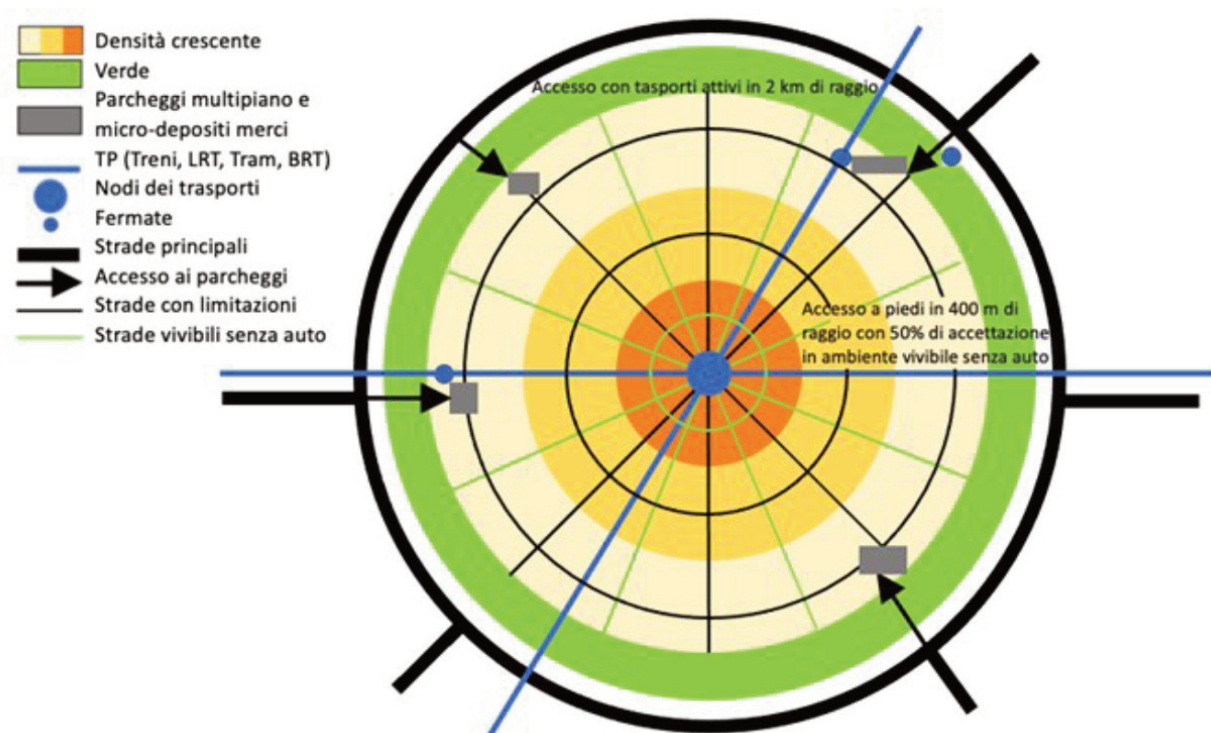 Densità crescente
Verde
Parcheggi multipiano e
micro-depositi merci
TP (Treni, LRT, Tram, BRT)
Nodi dei trasporti
Fermate
Strade principali
Accesso ai parcheggi
Strade con limitazioni
Strade vivibili senza auto
Accesso con tasporti attivi in 2 km di raggio
Accesso a piedi in 400 m di
raggio con 50% di accettazione
in ambiente vivibile senza auto